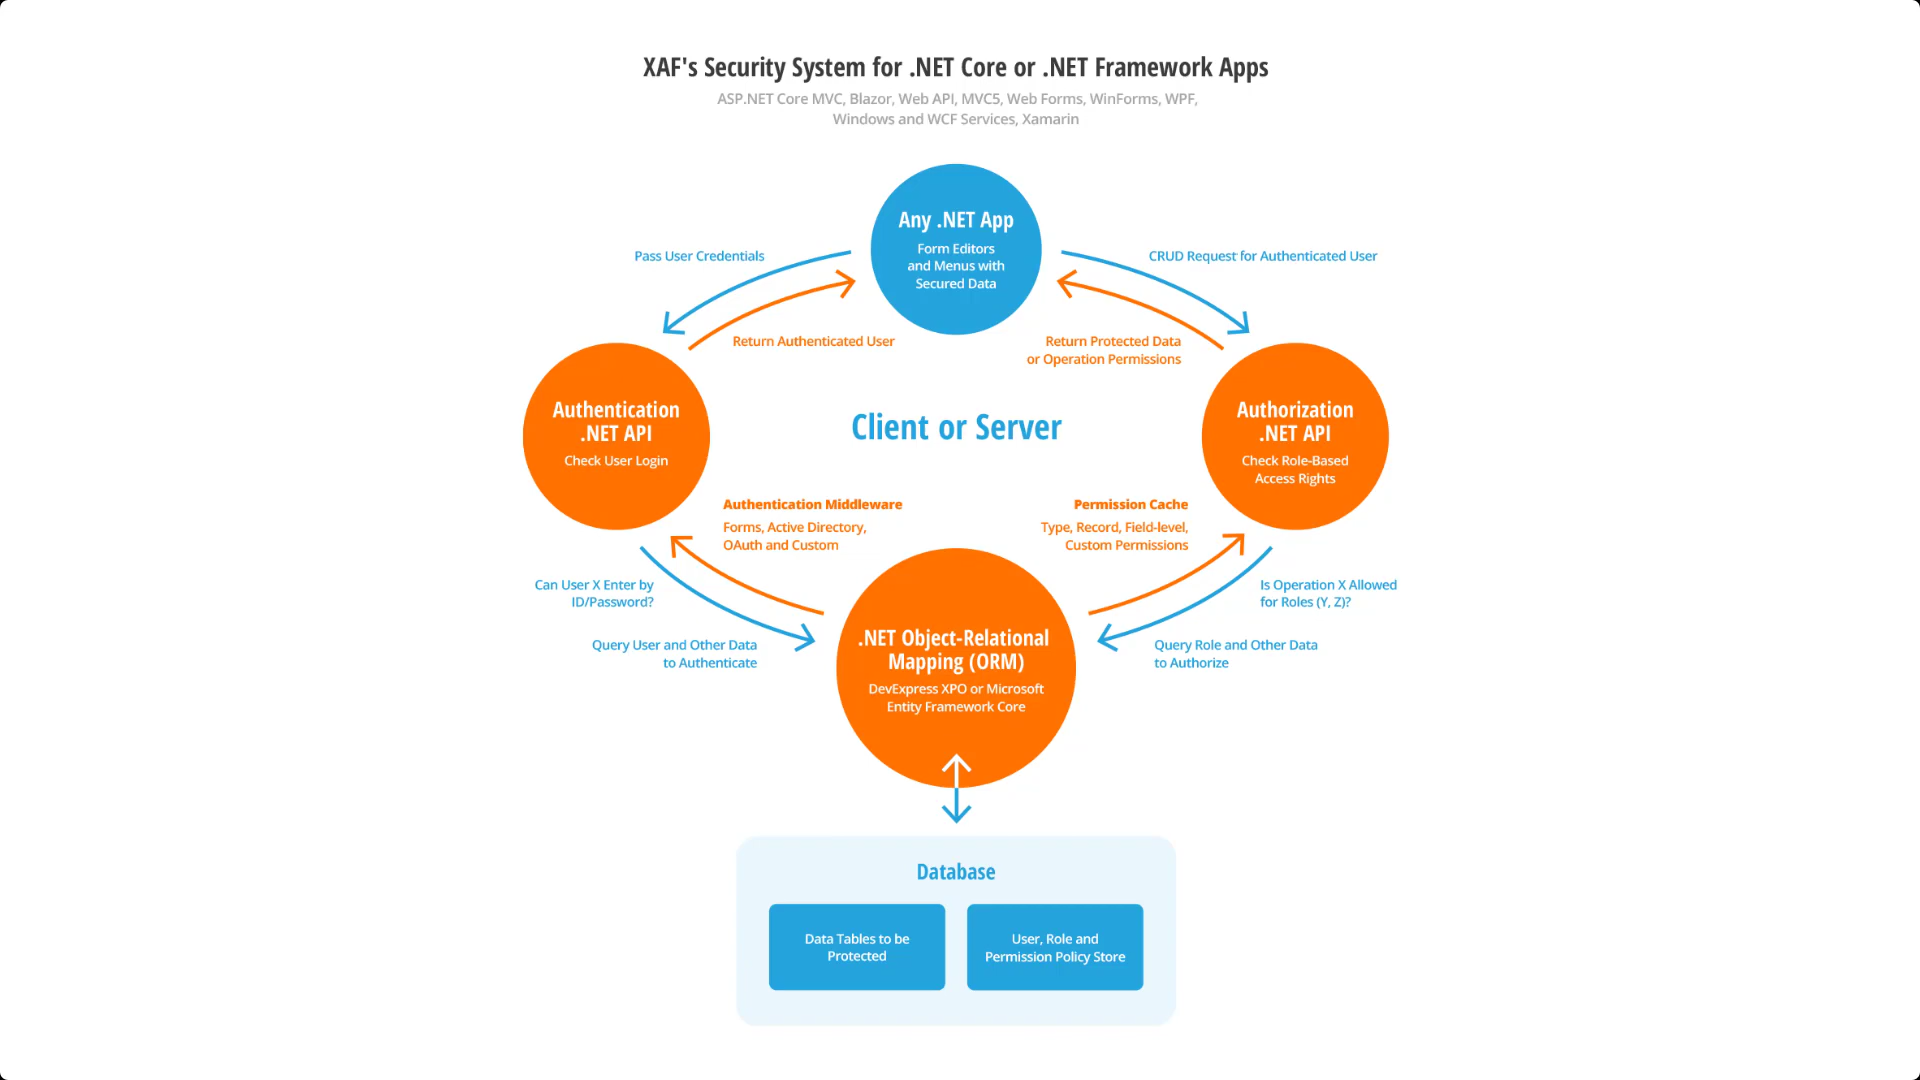 XAF's Security System for .NET Core or .NET Framework Apps
ASP.NET Core MVC, Blazor, Web API, MVC5, Web Forms, WinForms, WPF,
Windows and WCF Services, Xamarin
Any .NET App
Form Editors
and Menus with
Secured Data
Pass User Credentials
CRUD Request for Authenticated User
Return Authenticated User
Return Protected Data
or Operation Permissions
Authentication
.NET API
Check User Login
Client or Server
Authorization
.NET API
Check Role-Based
Access Rights
Authentication Middleware
Forms, Active Directory,
OAuth and Custom
Permission Cache
Type, Record, Field-level,
Custom Permissions
Can User X Enter by
ID/Password?
Query User and Other Data
to Authenticate
.NET Object-Relational
Mapping (ORM)
DevExpress XPO or Microsoft
Entity Framework Core
Is Operation X Allowed
for Roles (Y, Z)?
Query Role and Other Data
to Authorize
Database
Data Tables to be
Protected
User, Role and
Permission Policy Store